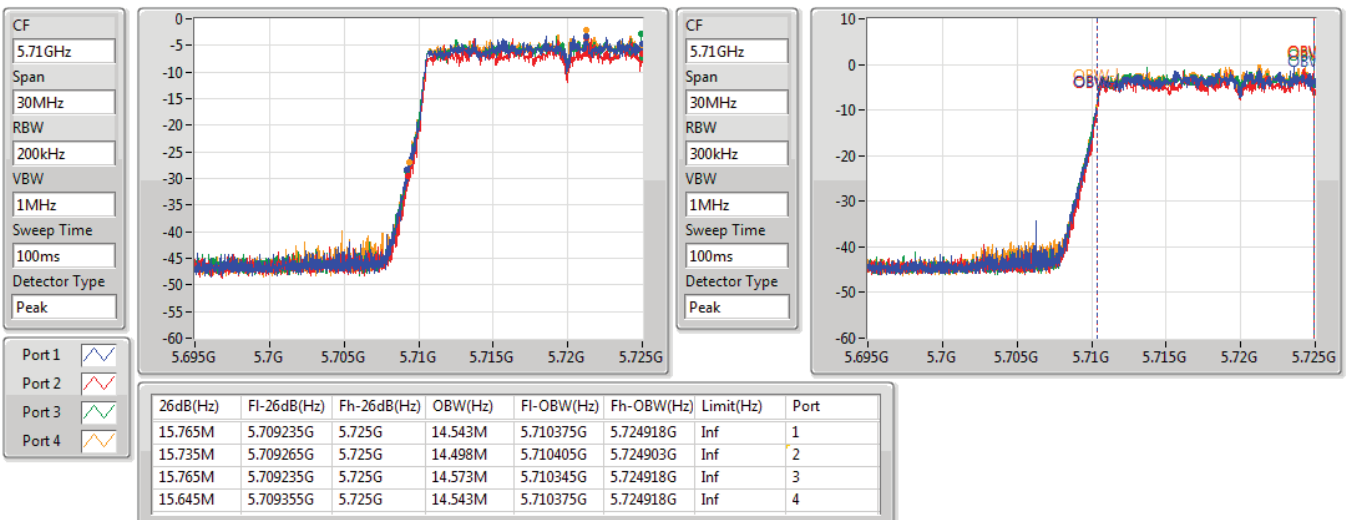 CF
5.71GHz
Span
30MHz
RBW
200kHz
VBW
1MHz
Sweep Time
100ms
Detector Type
Peak
0
-5
-10
-15
-20
-25
-30
-35
-40
-45
-50
-55
-60
5.695G 5.7G 5.705G 5.71G 5.715G 5.72G 5.725G
CF
5.71GHz
Span
30MHz
RBW
300kHz
VBW
1MHz
Sweep Time
100ms
Detector Type
Peak
10
0
-10
-20
-30
-40
-50
-60
5.695G 5.7G 5.705G 5.71G 5.715G 5.72G 5.725G
OBW
OBW
Port 1
Port 2
Port 3
Port 4
26dB(Hz) Fl-26dB(Hz) Fh-26dB(Hz) OBW(Hz) Fl-OBW(Hz) Fh-OBW(Hz) Limit(Hz) Port
15.765M 5.709235G 5.725G 14.543M 5.710375G 5.724918G Inf 1
15.735M 5.709265G 5.725G 14.498M 5.710405G 5.724903G Inf 2
15.765M 5.709235G 5.725G 14.573M 5.710345G 5.724918G Inf 3
15.645M 5.709355G 5.725G 14.543M 5.710375G 5.724918G Inf 4